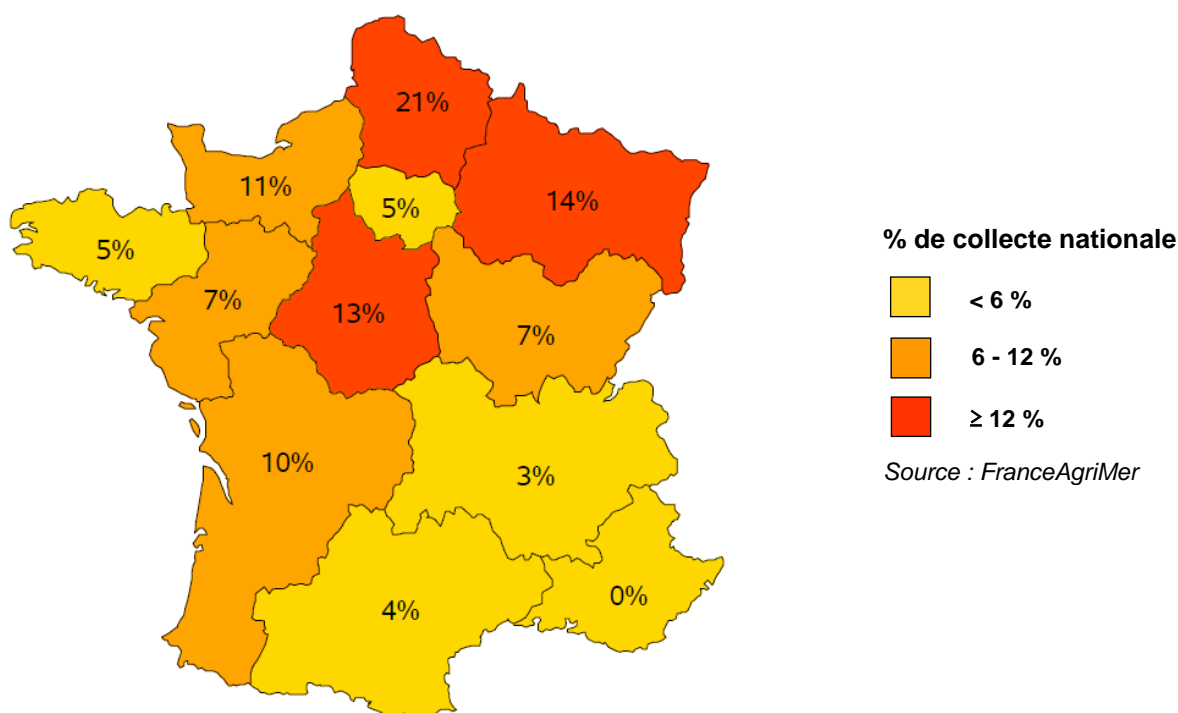 21%
11%
5%
14%
5%
7%
13%
7%
10%
3%
4%
0%
% de collecte nationale
< 6 %
6 - 12 %
≥ 12 %
Source : FranceAgriMer